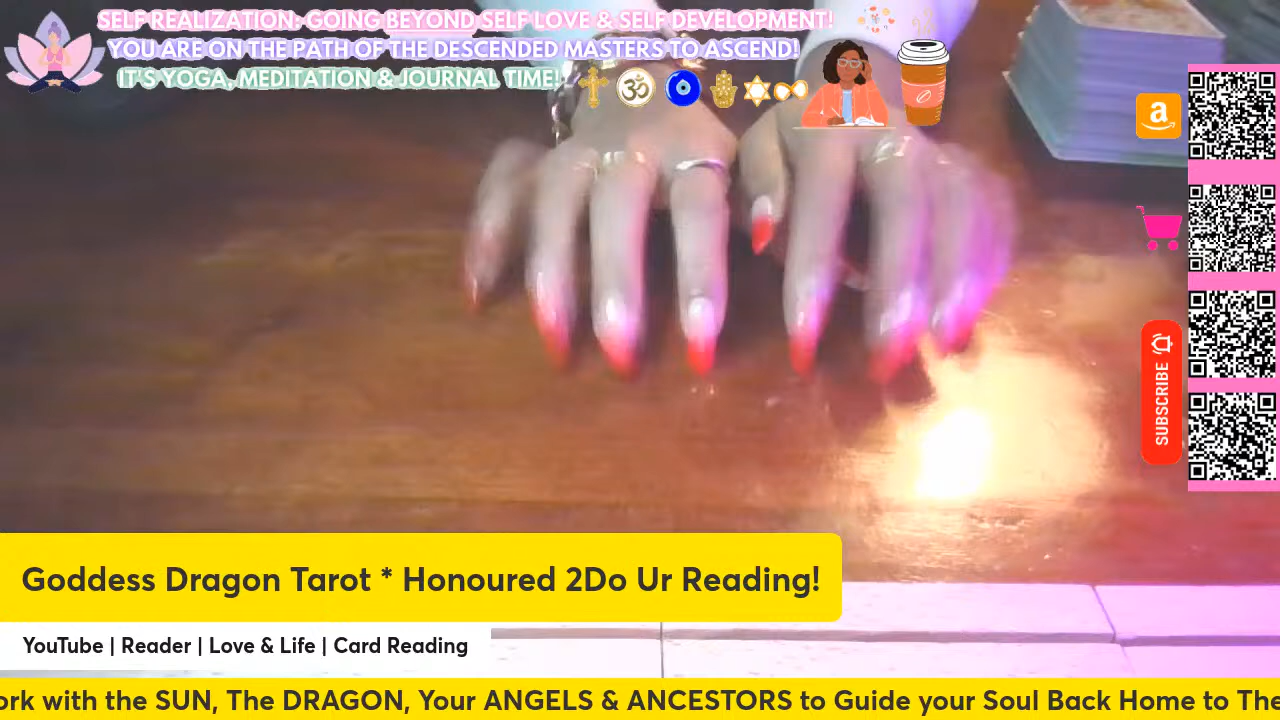 SELF REALIZATION: GOING BEYOND SELF LOVE & SELF DEVELOPMENT!
YOU ARE ON THE PATH OF THE DESCENDED MASTERS TO ASCEND!
IT'S YOGA, MEDITATION & JOURNAL TIME!
SUBSCRIBE
Goddess Dragon Tarot * Honoured 2Do Ur Reading!
YouTube | Reader | Love & Life | Card Reading
ork with the SUN, The DRAGON, Your ANGELS & ANCESTORS to Guide your Soul Back Home to The